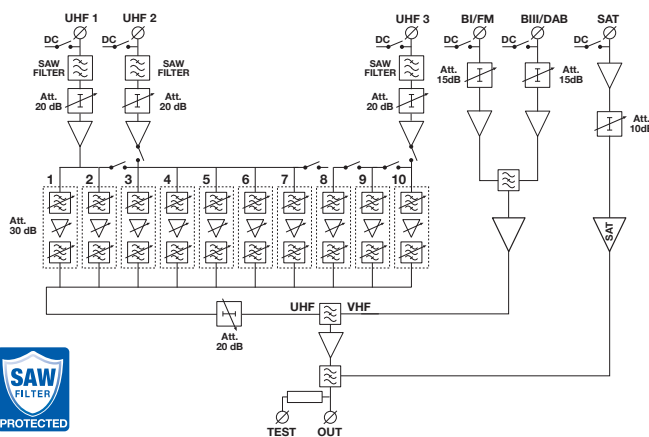 UHF 1
UHF 2
UHF 3
BI/FM
BIII/DAB
SAT
DC
DC
DC
DC
DC
DC
SAW
FILTER
SAW
FILTER
Att.
20 dB
Att.
20 dB
Att.
20 dB
Att.
15dB
Att.
15dB
Att.
10dB
1 2 3 4 5 6 7 8 9 10
Att.
30 dB
SAT
UHF
VHF
Att.
20 dB
SAW
FILTER
PROTECTED
TEST
OUT